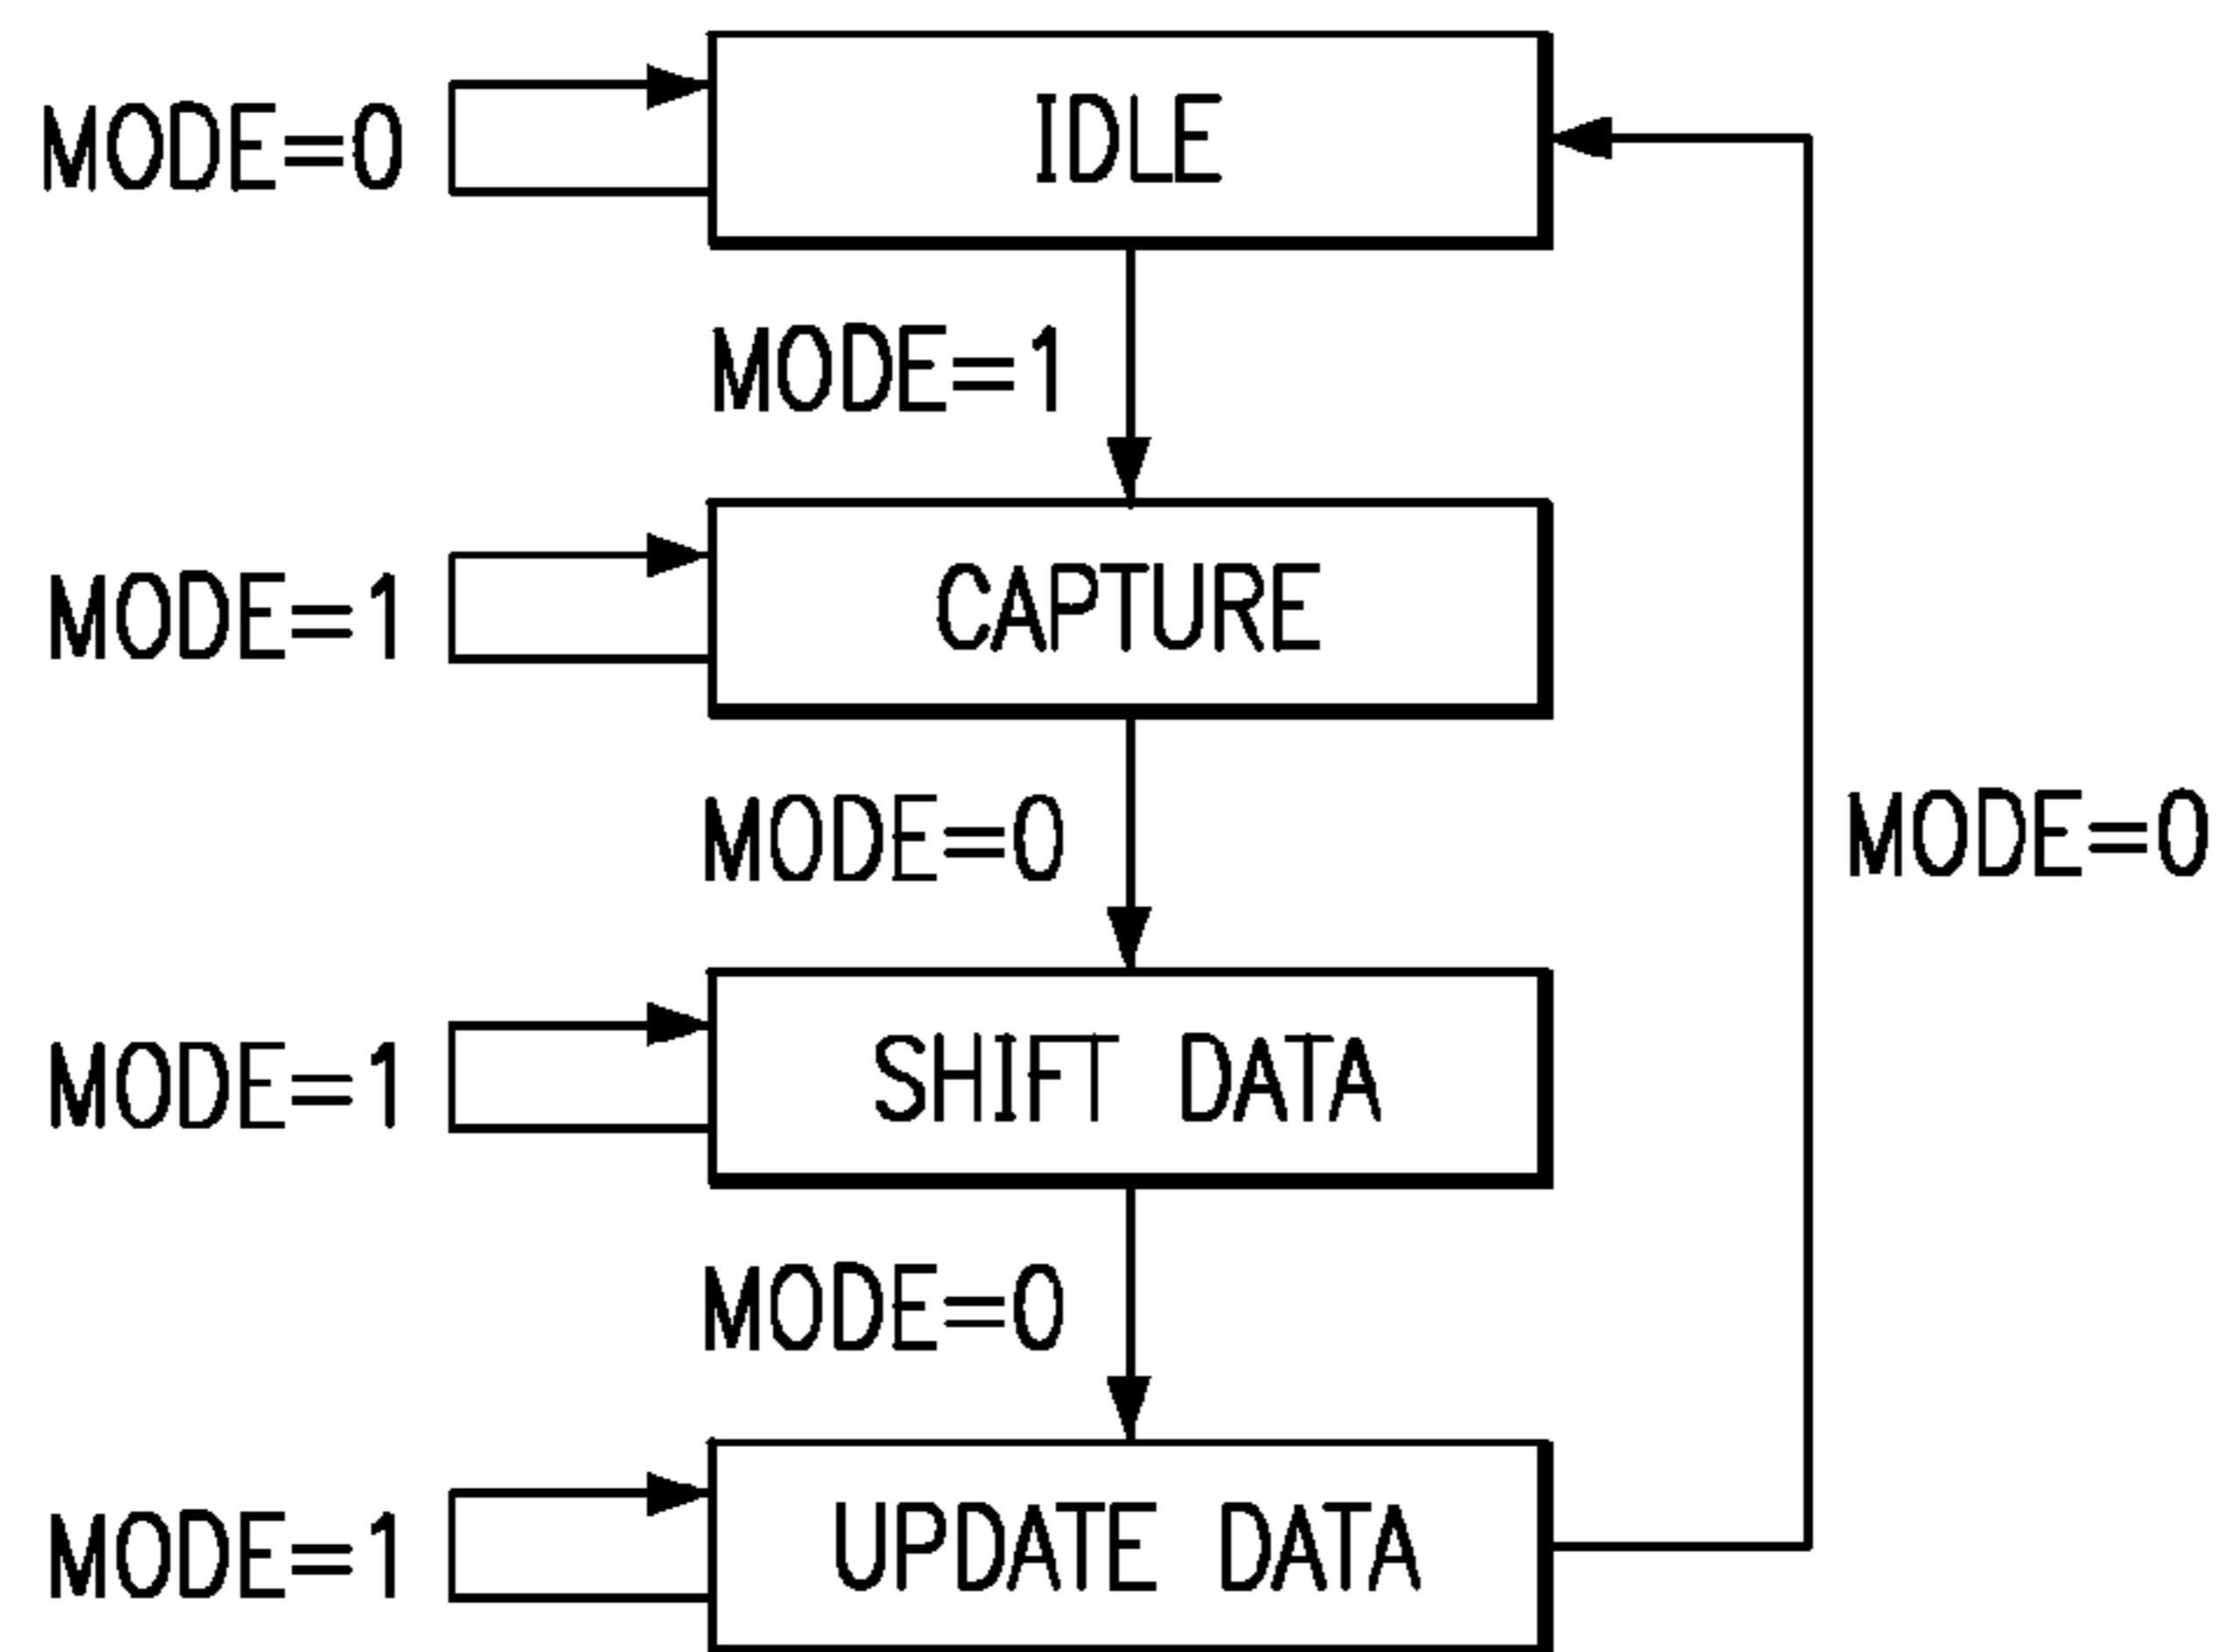 IDLE
MODE=0
MODE=1
CAPTURE
MODE=1
MODE=0
MODE=0
SHIFT DATA
MODE=1
MODE=0
UPDATE DATA
MODE=1